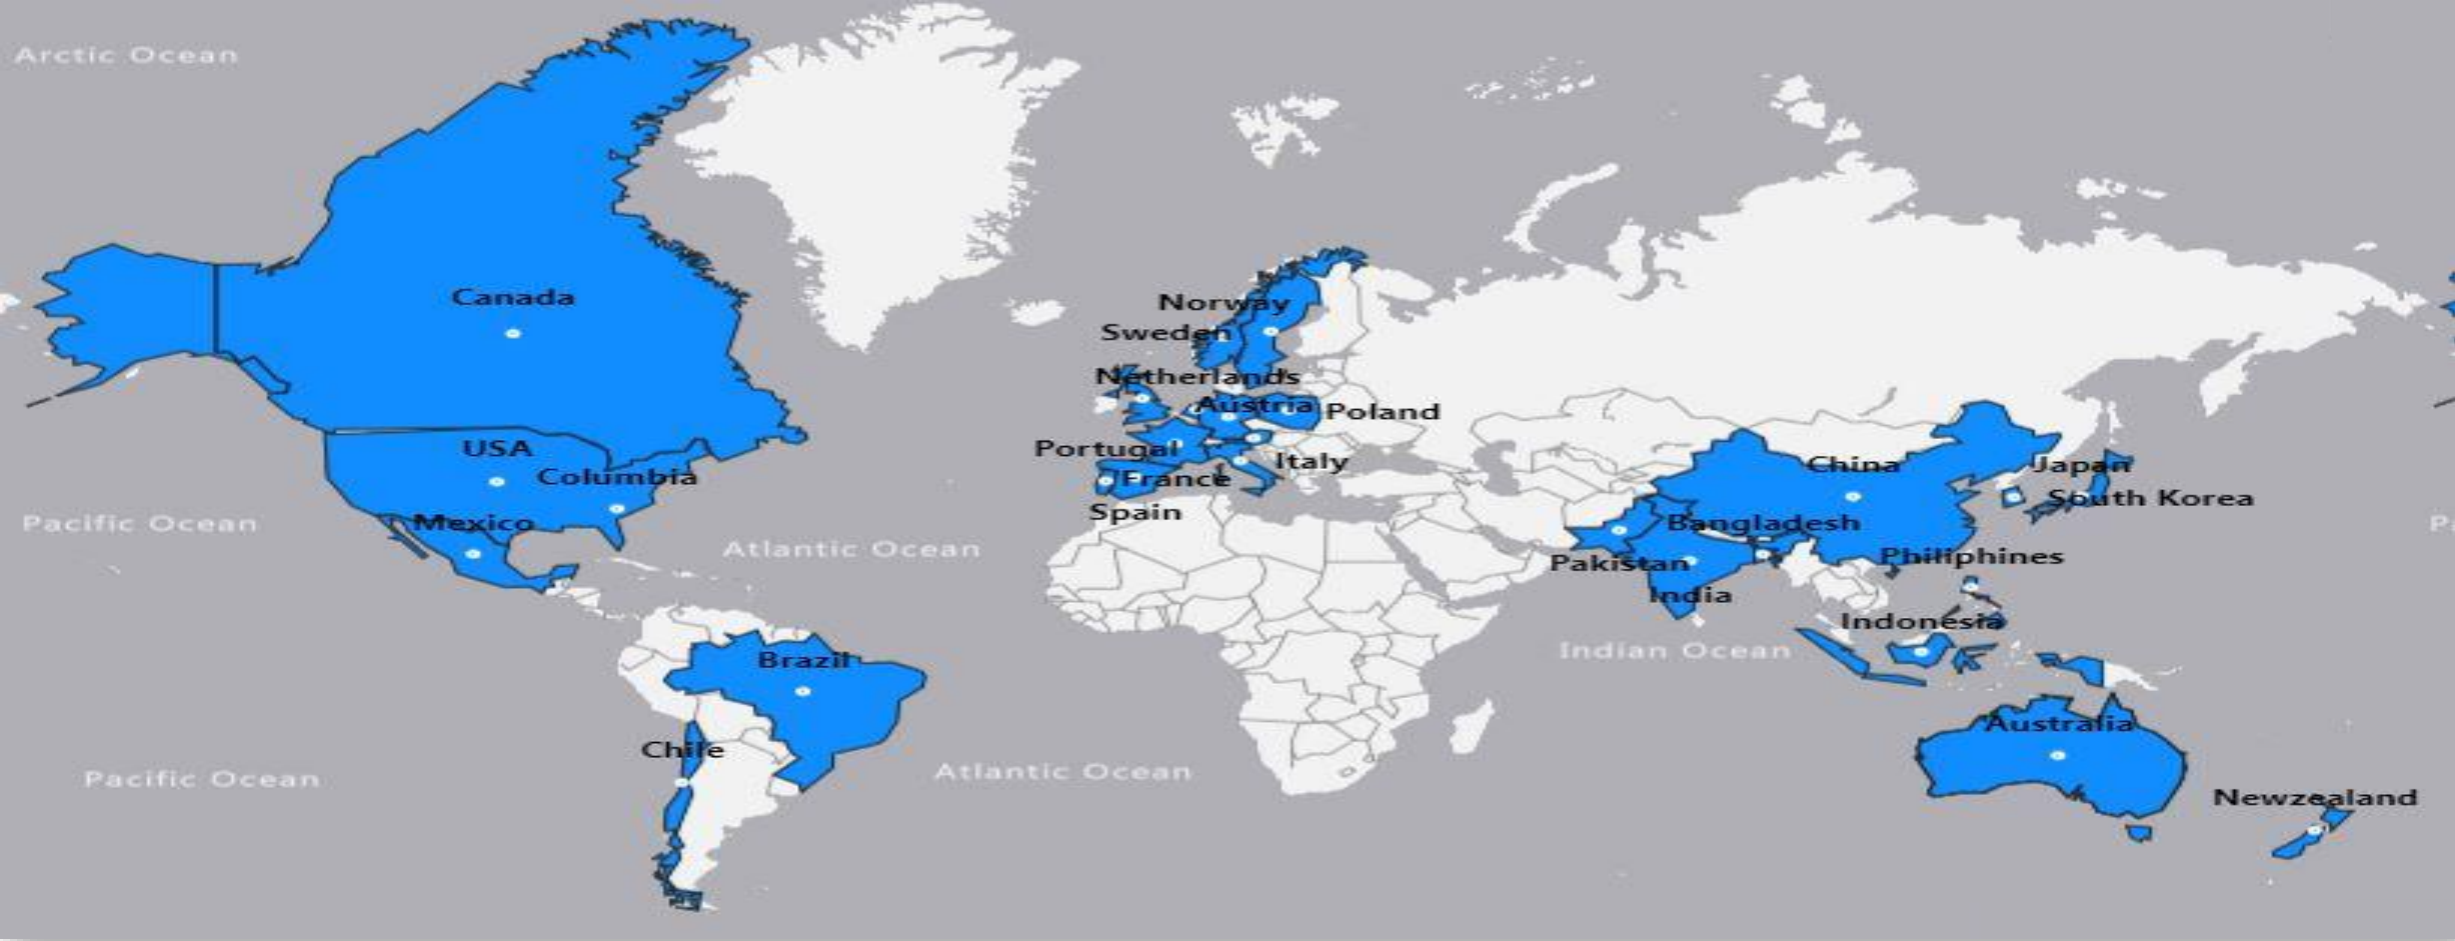 Arctic Ocean
Canada
Norway
Sweden
Netherlands
Austria
Poland
USA
Portugal
Italy
China
Japan
Columbia
France
South Korea
Spain
Pacific Ocean
Mexico
Bangladesh
Atlantic Ocean
Pakistan
Philiphines
India
Indonesia
Indian Ocean
Brazil
Australia
Chile
Pacific Ocean
Atlantic Ocean
Newzealand